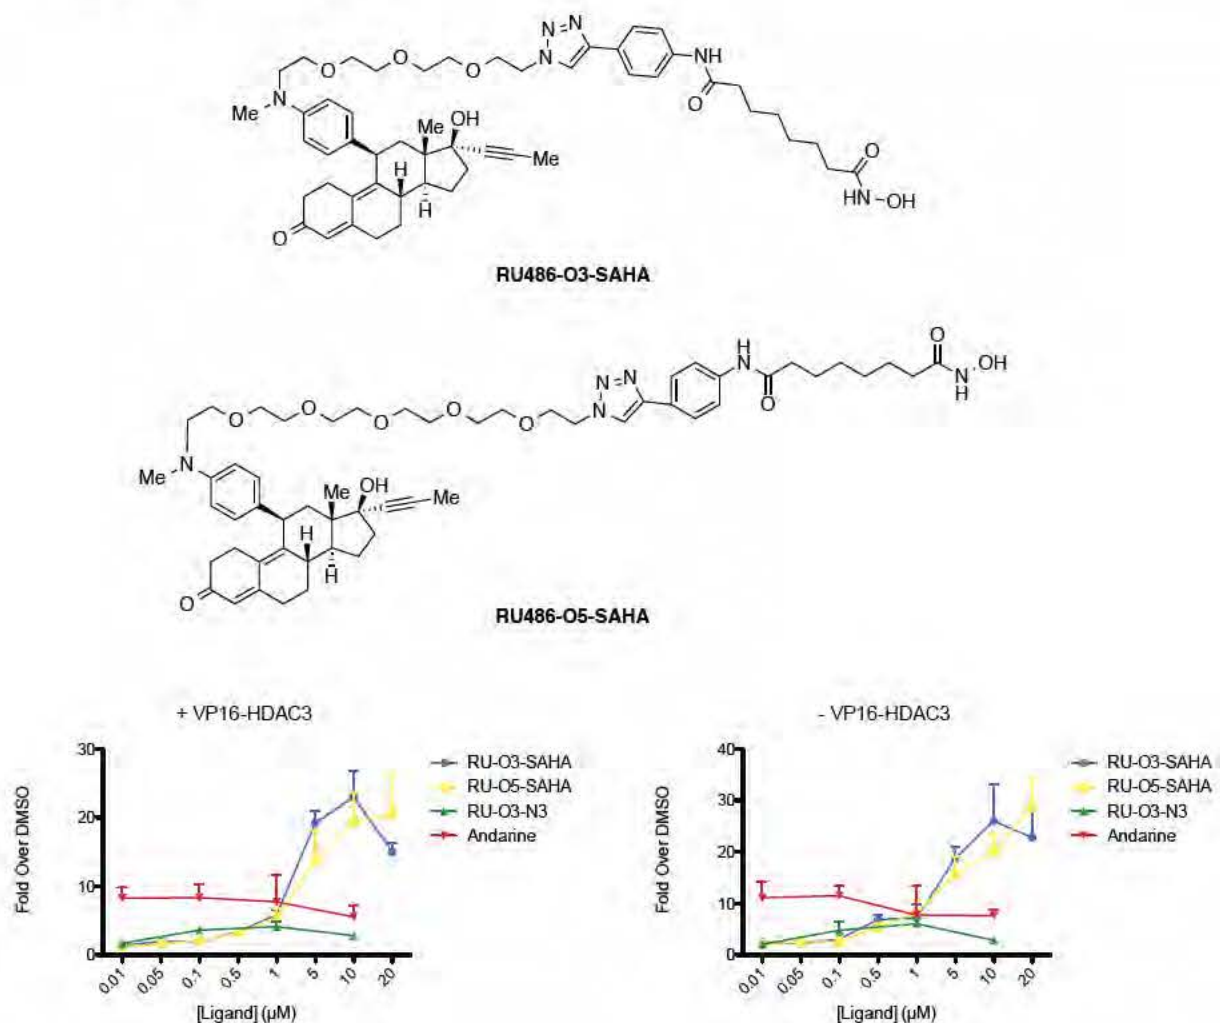 N=N
N
O
O
O
N
NH
O
Me
N
OH
Me
Me
H
H
O
O
HN-OH
RU486-O3-SAHA
O
H
N
OH
N
H
O
N=N
N
O
O
O
O
O
Me
N
OH
Me
Me
H
H
O
RU486-O5-SAHA
+ VP16-HDAC3
Fold Over DMSO
30
20
10
0
0.01
0.05
0.1
0.5
1
5
10
20
[Ligand] (µM)
RU-O3-SAHA
RU-O5-SAHA
RU-O3-N3
Andarine
- VP16-HDAC3
Fold Over DMSO
40
30
20
10
0
0.01
0.05
0.1
0.5
1
5
10
20
[Ligand] (µM)
RU-O3-SAHA
RU-O5-SAHA
RU-O3-N3
Andarine